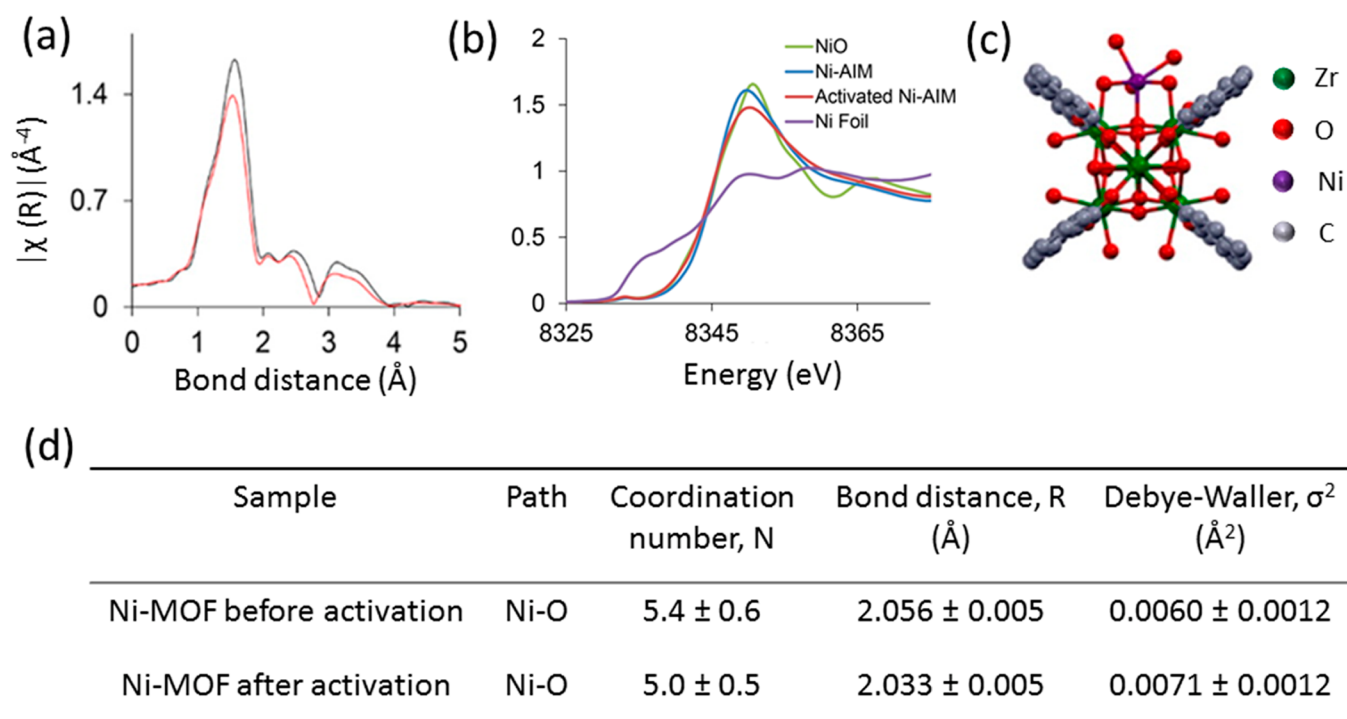 (a)
|χ (R)| (Å⁻⁴)
1.4
0.7
0
0 1 2 3 4 5
Bond distance (Å)
(b)
2
1.5
1
0.5
0
NiO
Ni-AIM
Activated Ni-AIM
Ni Foil
8325 8345 8365
Energy (eV)
(c)
Zr
O
Ni
C
(d)
Sample Path Coordination Bond distance, R Debye-Waller, σ²
number, N (Å) (Å²)
Ni-MOF before activation Ni-O 5.4 ± 0.6 2.056 ± 0.005 0.0060 ± 0.0012
Ni-MOF after activation Ni-O 5.0 ± 0.5 2.033 ± 0.005 0.0071 ± 0.0012